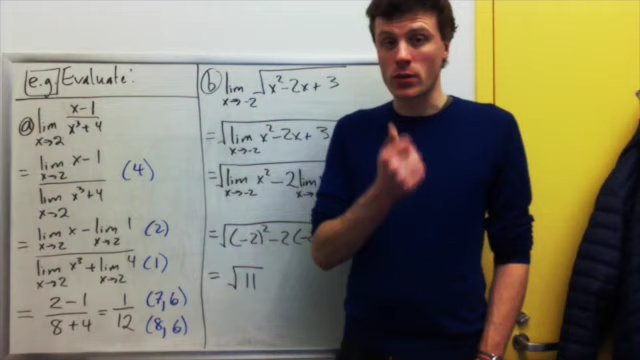 e.g Evaluate:
(a) lim x→2 (x-1)/(x³+4)
= (lim x→2 x-1)/(lim x→2 x³+4) (4)
= (lim x→2 x - lim x→2 1)/(lim x→2 x³ + lim x→2 4) (2) (1)
= (2-1)/(8+4) = 1/12 (7,6) (8,6)
(b) lim x→-2 √(x²-2x+3)
= √(lim x→-2 x²-2x+3)
= √(lim x→-2 x² - 2 lim x→
= √((-2)²-2(-
= √11